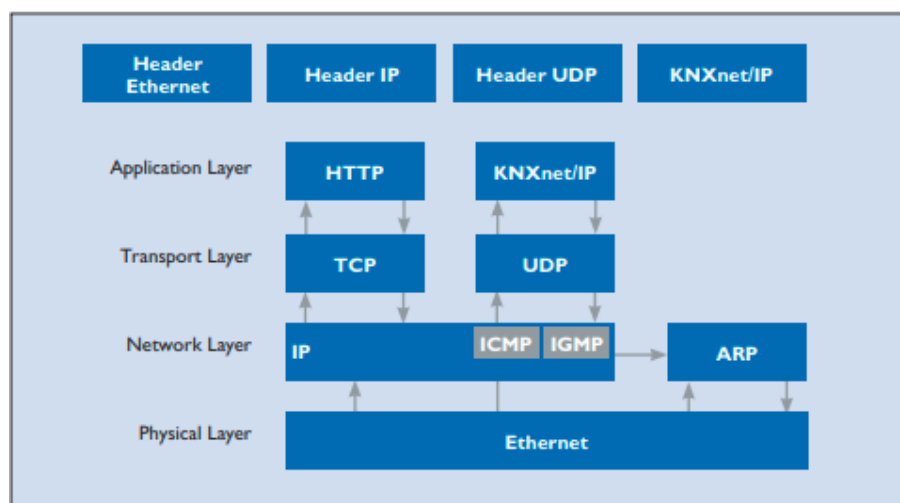 Header
Ethernet
Header IP
Header UDP
KNXnet/IP
Application Layer
HTTP
KNXnet/IP
Transport Layer
TCP
UDP
Network Layer
IP
ICMP
IGMP
ARP
Physical Layer
Ethernet